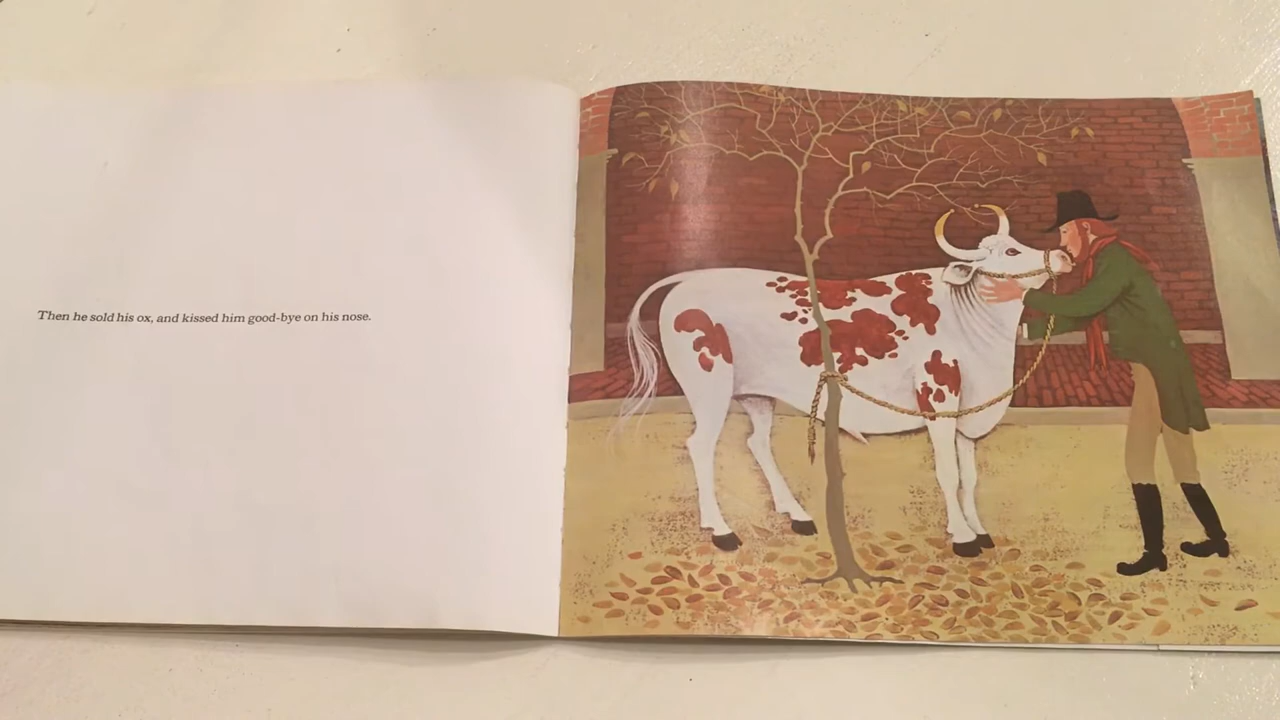 Then he sold his ox, and kissed him good-bye on his nose.